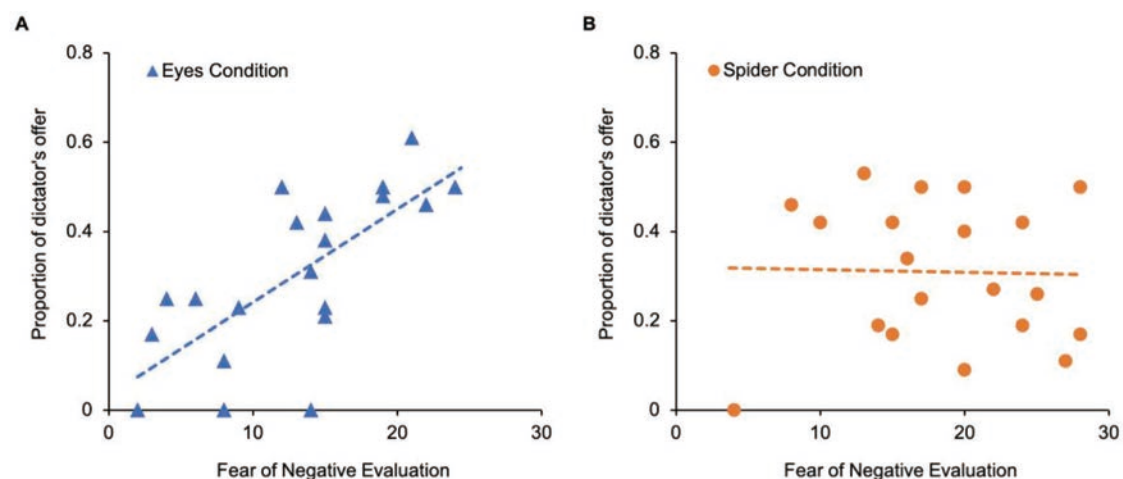 A
Proportion of dictator's offer
0.8
0.6
0.4
0.2
0
Eyes Condition
0
10
20
30
Fear of Negative Evaluation
B
Proportion of dictator's offer
0.8
0.6
0.4
0.2
0
Spider Condition
0
10
20
30
Fear of Negative Evaluation